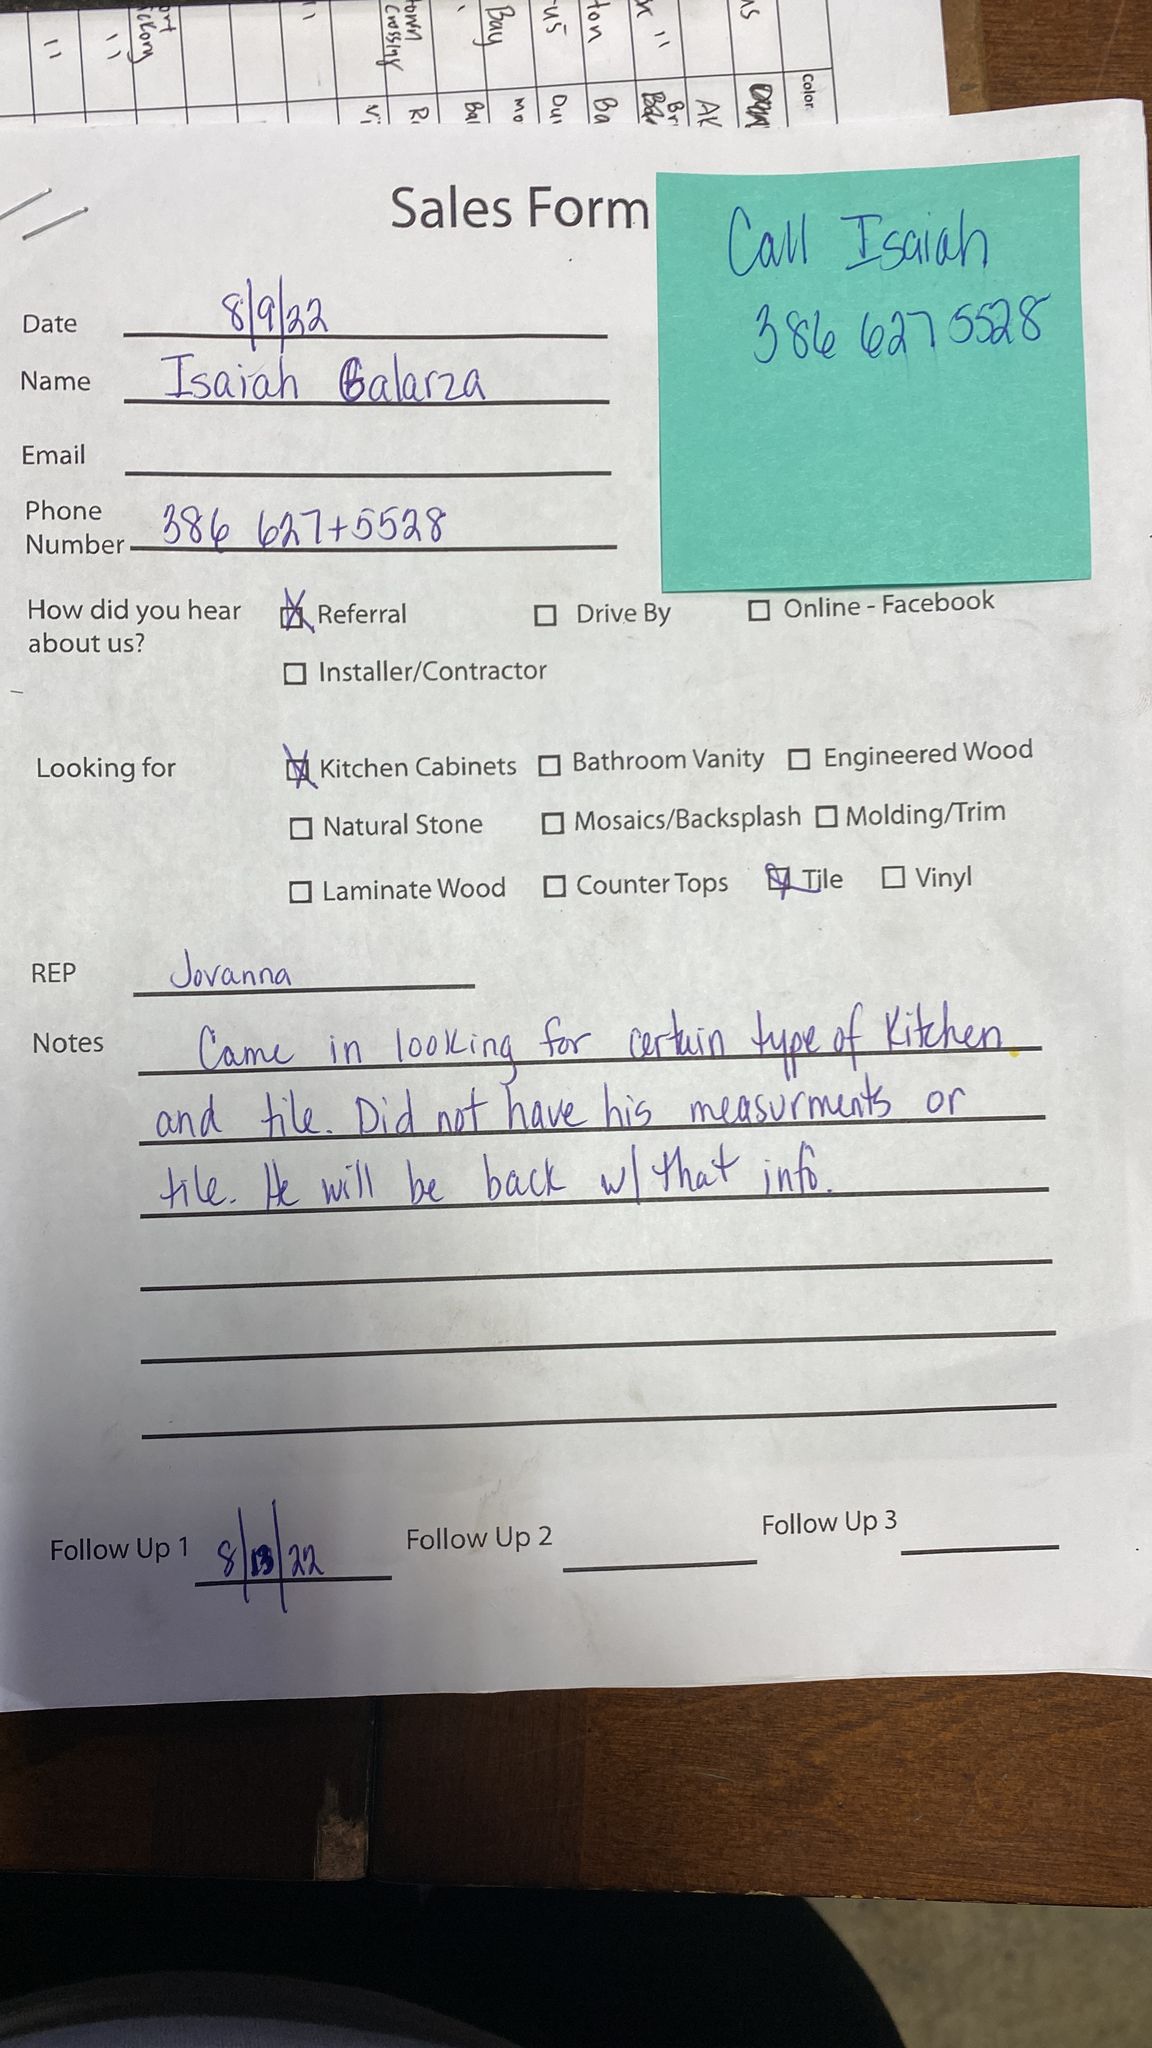 color
Bay
Crossing
Sales Form
Call Isaiah
386 627 5528
Date 8/9/22
Name Isaiah Galarza
Email
Phone
Number 386 627+5528
How did you hear
about us?
Referral Drive By Online - Facebook
Installer/Contractor
Looking for Kitchen Cabinets Bathroom Vanity Engineered Wood
Natural Stone Mosaics/Backsplash Molding/Trim
Laminate Wood Counter Tops Tile Vinyl
REP Jovanna
Notes Came in looking for certain type of Kitchen
and tile. Did not have his measurments or
tile. He will be back w/ that info.
Follow Up 1 8/13/22 Follow Up 2 Follow Up 3